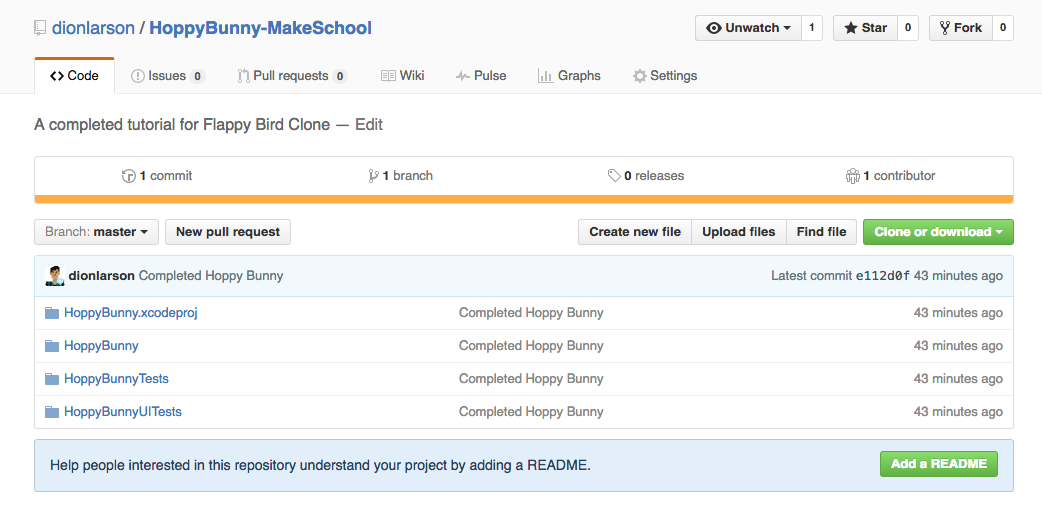 dionlarson / HoppyBunny-MakeSchool Unwatch 1 Star 0 Fork 0
Code Issues 0 Pull requests 0 Wiki Pulse Graphs Settings
A completed tutorial for Flappy Bird Clone — Edit
1 commit 1 branch 0 releases 1 contributor
Branch: master New pull request Create new file Upload files Find file Clone or download
dionlarson Completed Hoppy Bunny Latest commit e112d0f 43 minutes ago
HoppyBunny.xcodeproj Completed Hoppy Bunny 43 minutes ago
HoppyBunny Completed Hoppy Bunny 43 minutes ago
HoppyBunnyTests Completed Hoppy Bunny 43 minutes ago
HoppyBunnyUITests Completed Hoppy Bunny 43 minutes ago
Help people interested in this repository understand your project by adding a README. Add a README